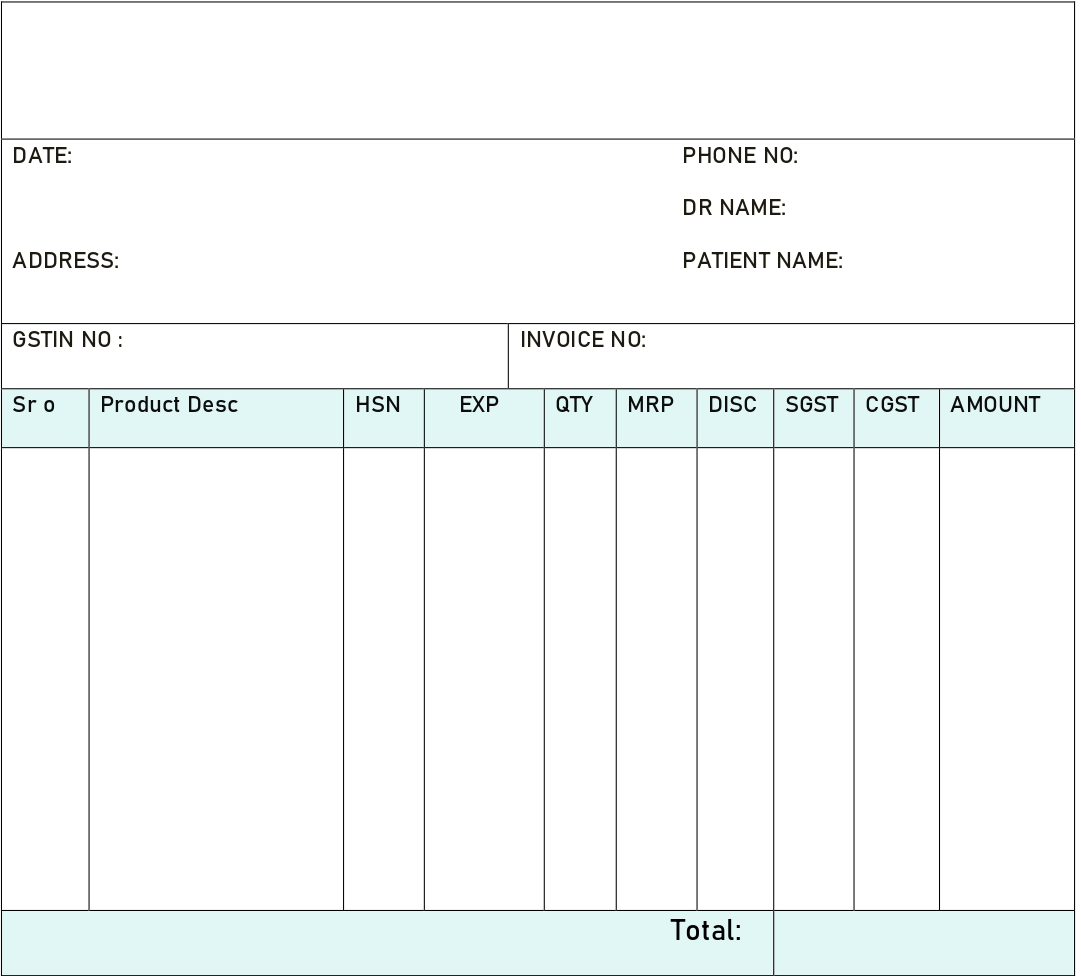 DATE: PHONE NO:
DR NAME:
ADDRESS: PATIENT NAME:
GSTIN NO : INVOICE NO:
Sr o Product Desc HSN EXP QTY MRP DISC SGST CGST AMOUNT
Total: